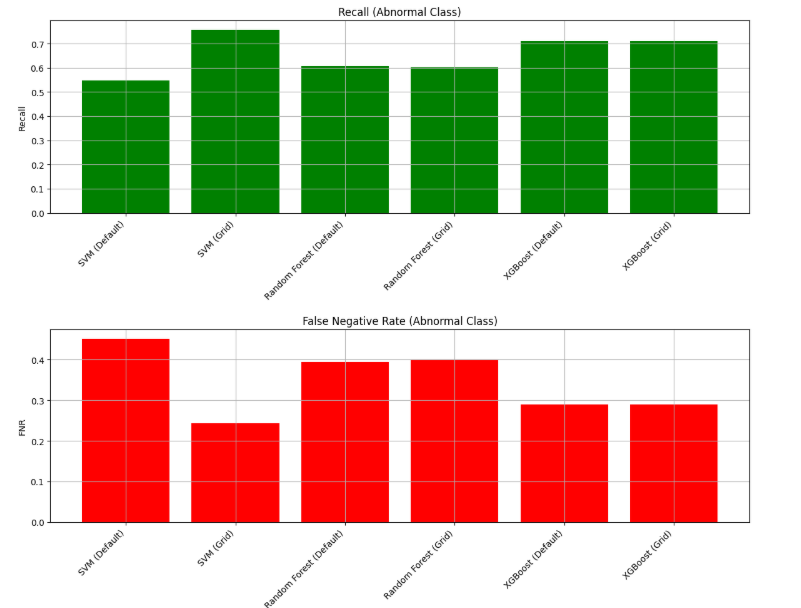 Recall (Abnormal Class)
Recall
0.7
0.6
0.5
0.4
0.3
0.2
0.1
0.0
SVM (Default)
SVM (Grid)
Random Forest (Default)
Random Forest (Grid)
XGBoost (Default)
XGBoost (Grid)
False Negative Rate (Abnormal Class)
FNR
0.4
0.3
0.2
0.1
0.0
SVM (Default)
SVM (Grid)
Random Forest (Default)
Random Forest (Grid)
XGBoost (Default)
XGBoost (Grid)